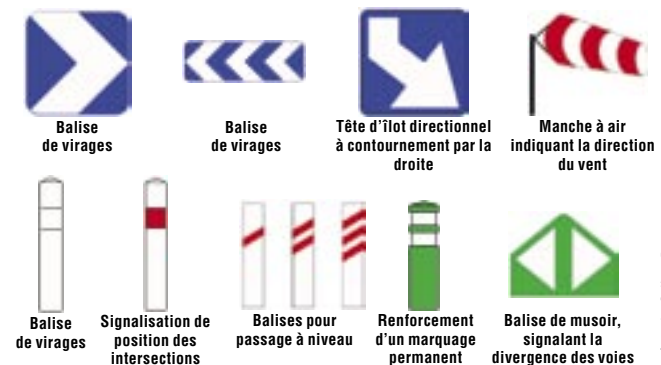 Balise
de virages
Balise
de virages
Tête d'îlot directionnel
à contournement par la
droite
Manche à air
indiquant la direction
du vent
Balise
de virages
Signalisation de
position des
intersections
Balises pour
passage à niveau
Renforcement
d'un marquage
permanent
Balise de musoir,
signalant la
divergence des voies